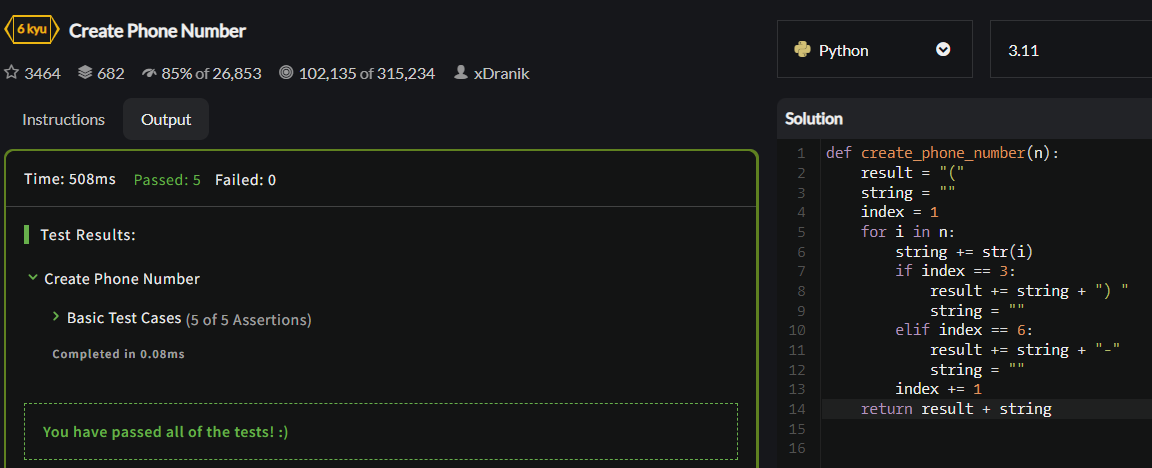 6 kyu Create Phone Number
3464 682 85% of 26,853 102,135 of 315,234 xDranik
Instructions Output
Time: 508ms Passed: 5 Failed: 0
Test Results:
Create Phone Number
Basic Test Cases (5 of 5 Assertions)
Completed in 0.08ms
You have passed all of the tests! :)
Python 3.11
Solution
1 def create_phone_number(n):
2     result = "("
3     string = ""
4     index = 1
5     for i in n:
6         string += str(i)
7         if index == 3:
8             result += string + ") "
9             string = ""
10         elif index == 6:
11             result += string + "-"
12             string = ""
13         index += 1
14     return result + string
15
16